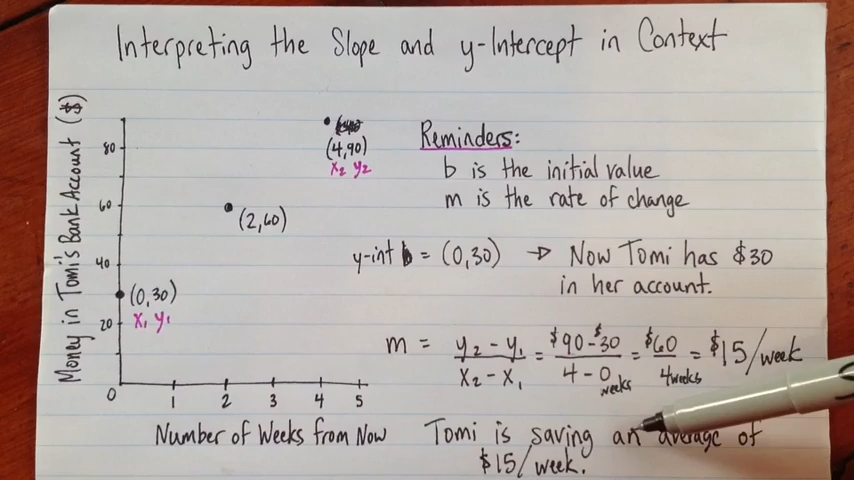 Interpreting the Slope and y-Intercept in Context
Money in Tomi's Bank Account ($)
80
60
40
20
0
1 2 3 4 5
Number of Weeks from Now
(4,90)
x₂ y₂
(2,60)
(0,30)
x₁ y₁
Reminders:
b is the initial value
m is the rate of change
y-int b = (0,30) → Now Tomi has $30
in her account.
m = y₂ - y₁ / x₂ - x₁ = $90 - $30 / 4 - 0 weeks = $60 / 4 weeks = $15/week
Tomi is saving an average of
$15/week.